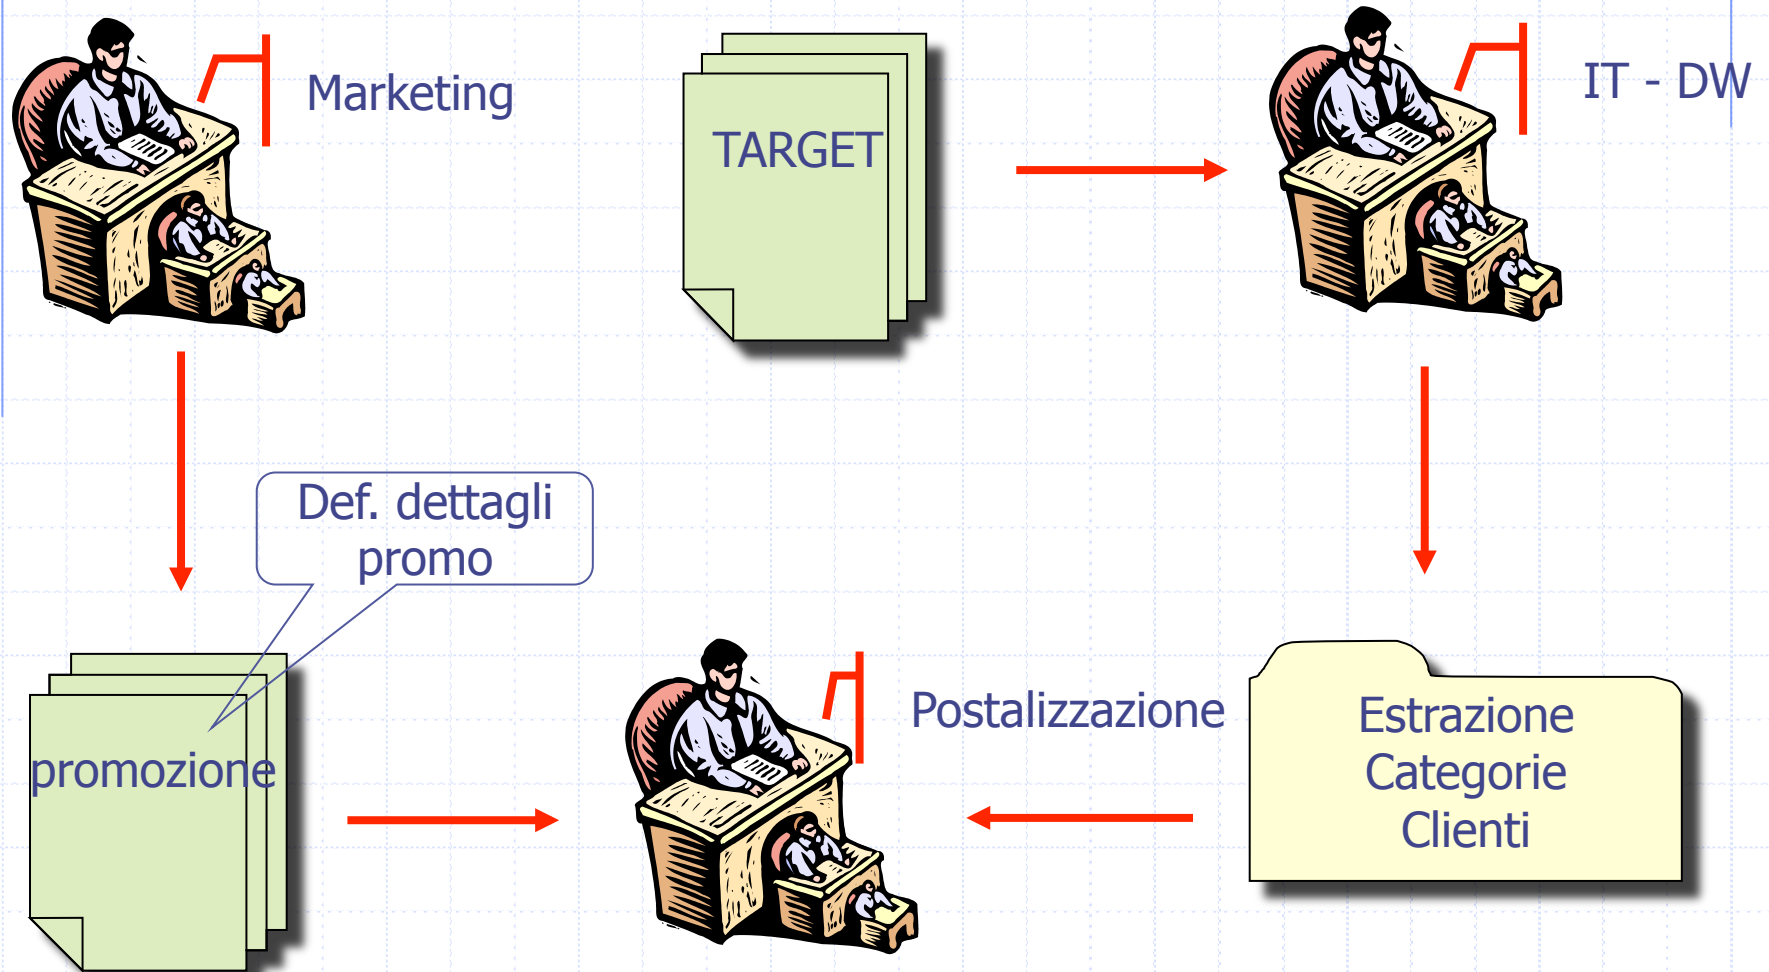 Marketing
TARGET
IT - DW
Def. dettagli
promo
promozione
Postalizzazione
Estrazione
Categorie
Clienti